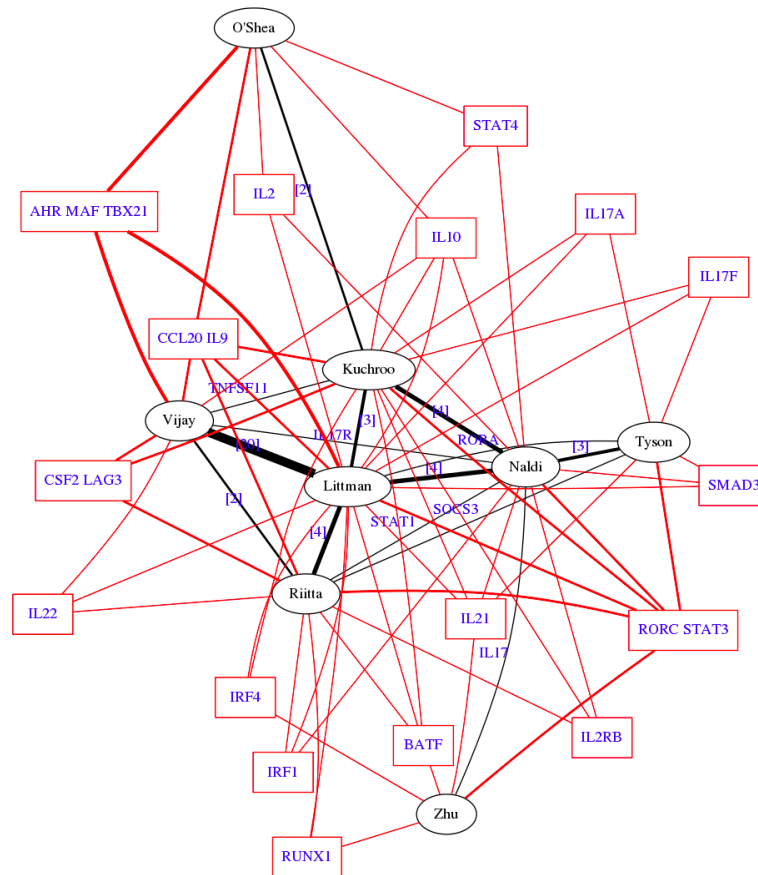 O'Shea
STAT4
IL2
[2]
AHR MAF TBX21
IL17A
IL10
IL17F
CCL20 IL9
Kuchroo
TNFSF11
[4]
Vijay
[3]
IL17R
RORA
Tyson
[20]
[3]
Naldi
[4]
CSF2 LAG3
Littman
SMAD3
[2]
SOCS3
STAT1
[4]
Riitta
IL22
IL21
RORC STAT3
IL17
IRF4
BATF
IL2RB
IRF1
Zhu
RUNX1